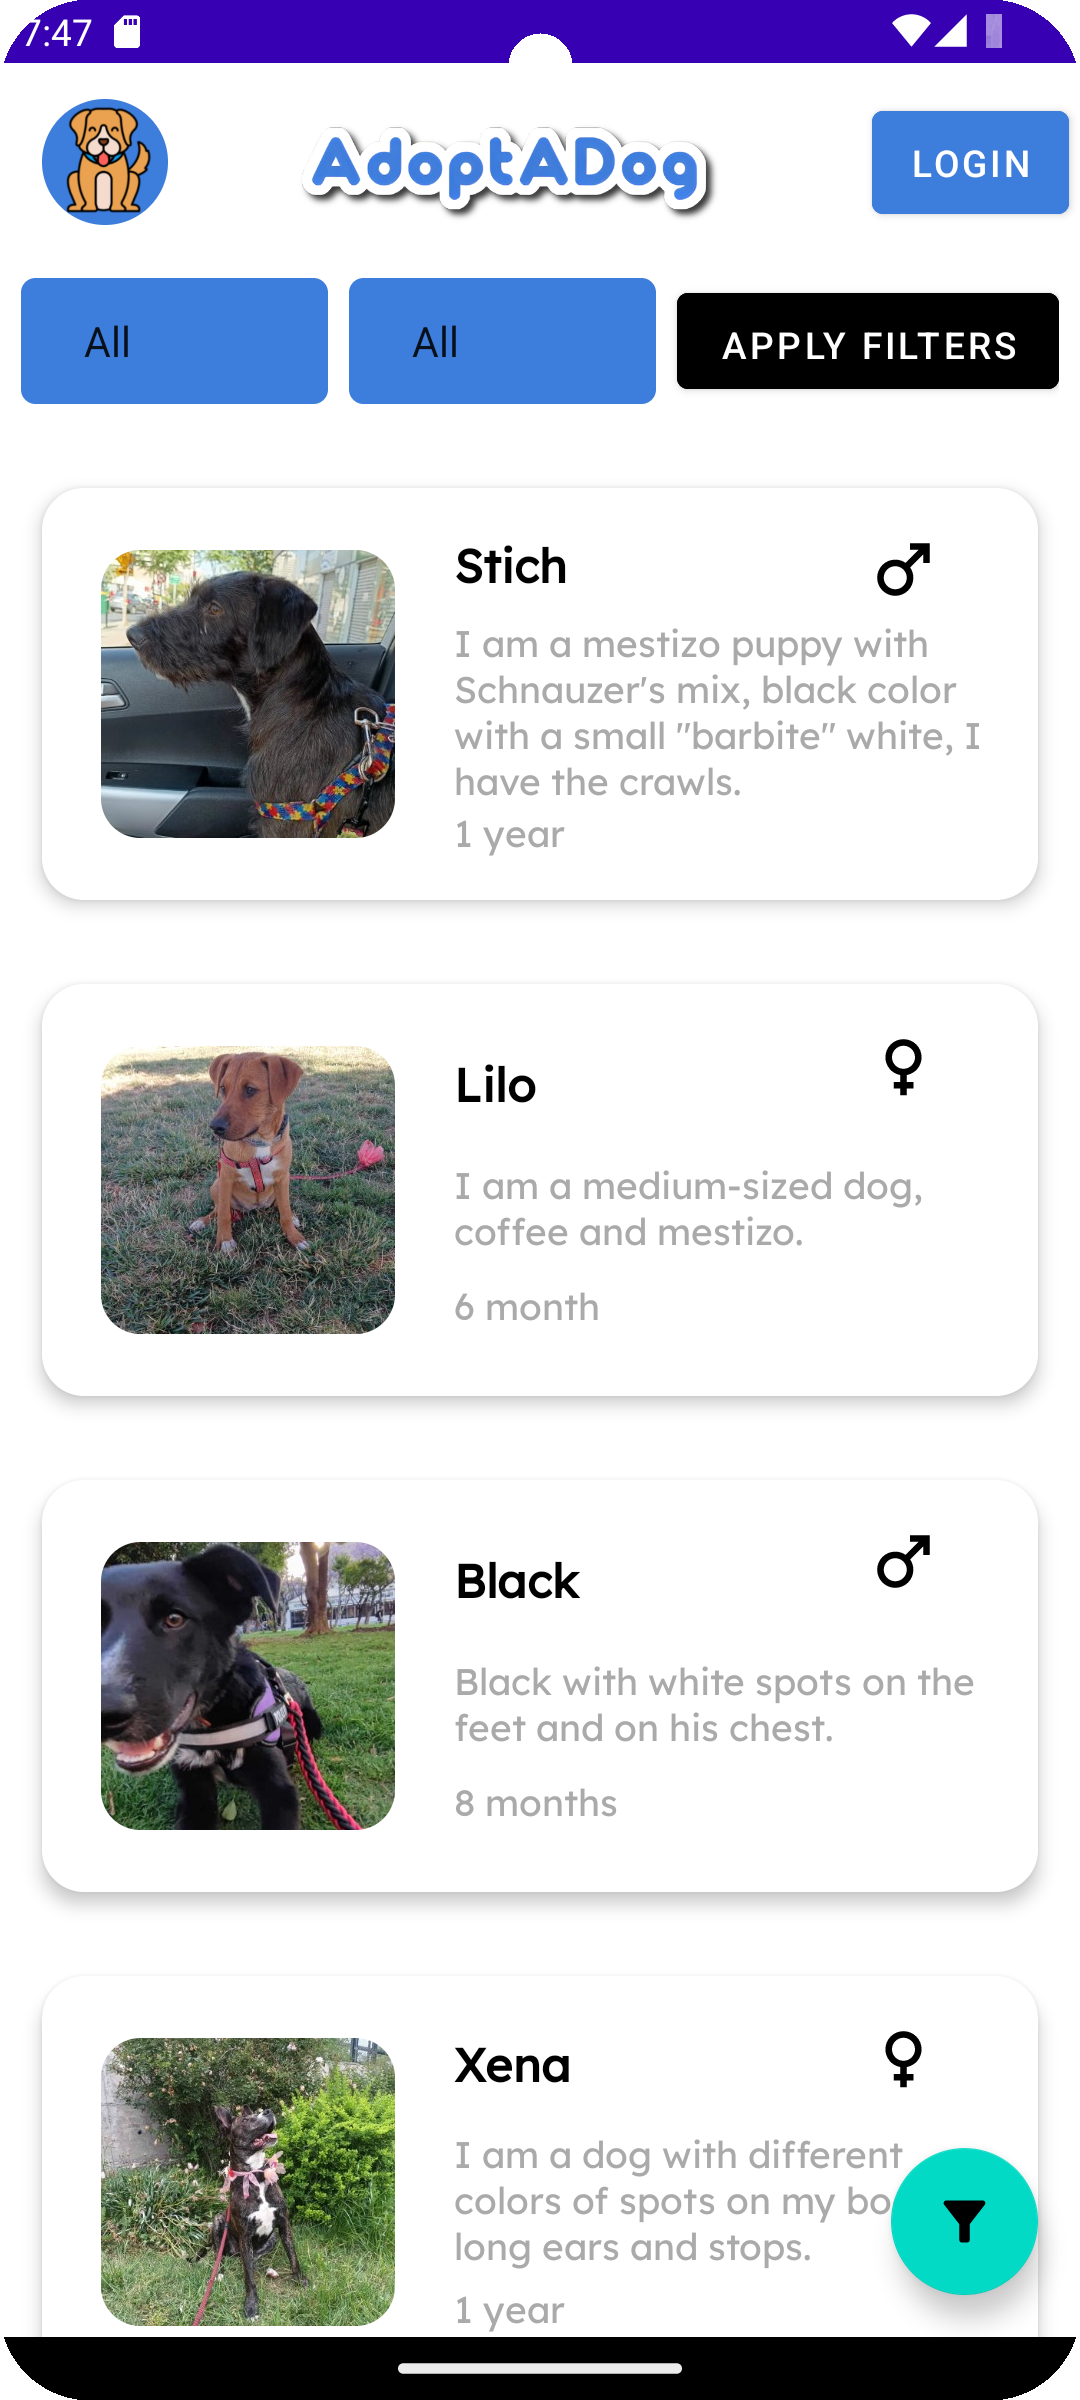 7:47
AdoptADog
LOGIN
All
All
APPLY FILTERS
Stich
I am a mestizo puppy with
Schnauzer's mix, black color
with a small "barbite" white, I
have the crawls.
1 year
Lilo
I am a medium-sized dog,
coffee and mestizo.
6 month
Black
Black with white spots on the
feet and on his chest.
8 months
Xena
I am a dog with different
colors of spots on my bo
long ears and stops.
1 year